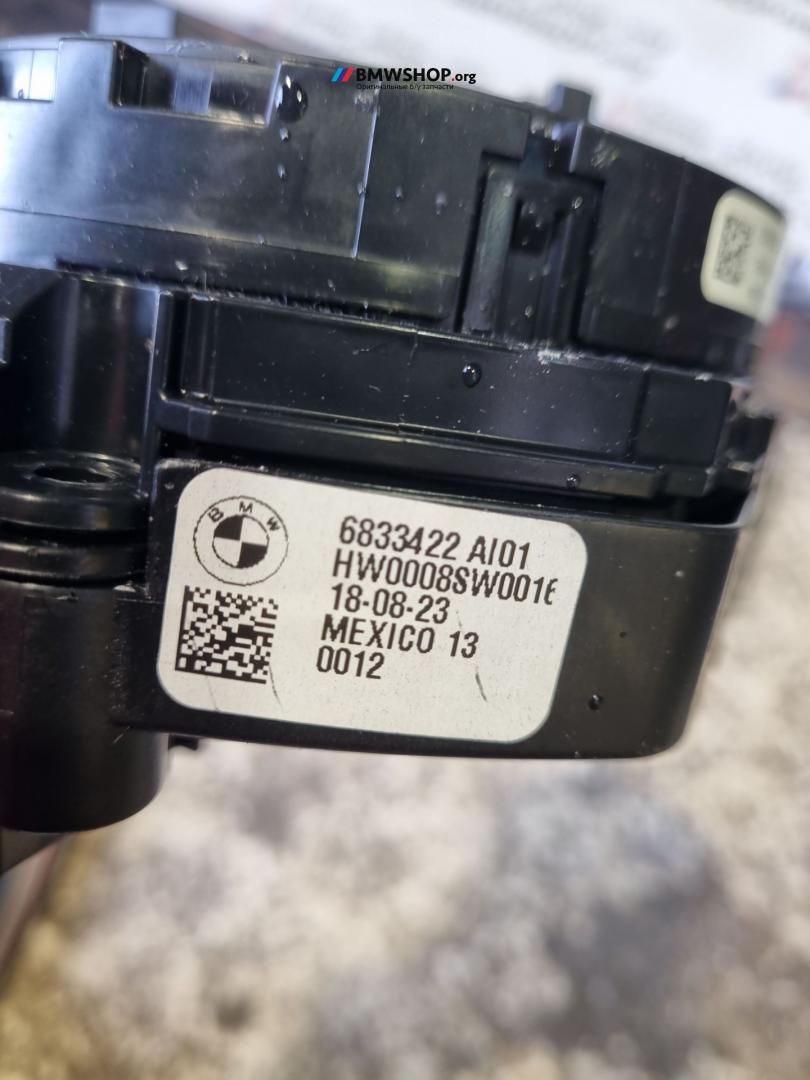 BMWSHOP.org
Оригинальные б/у запчасти
BMW
6833422 AI01
HW0008SW0016
18-08-23
MEXICO 13
0012